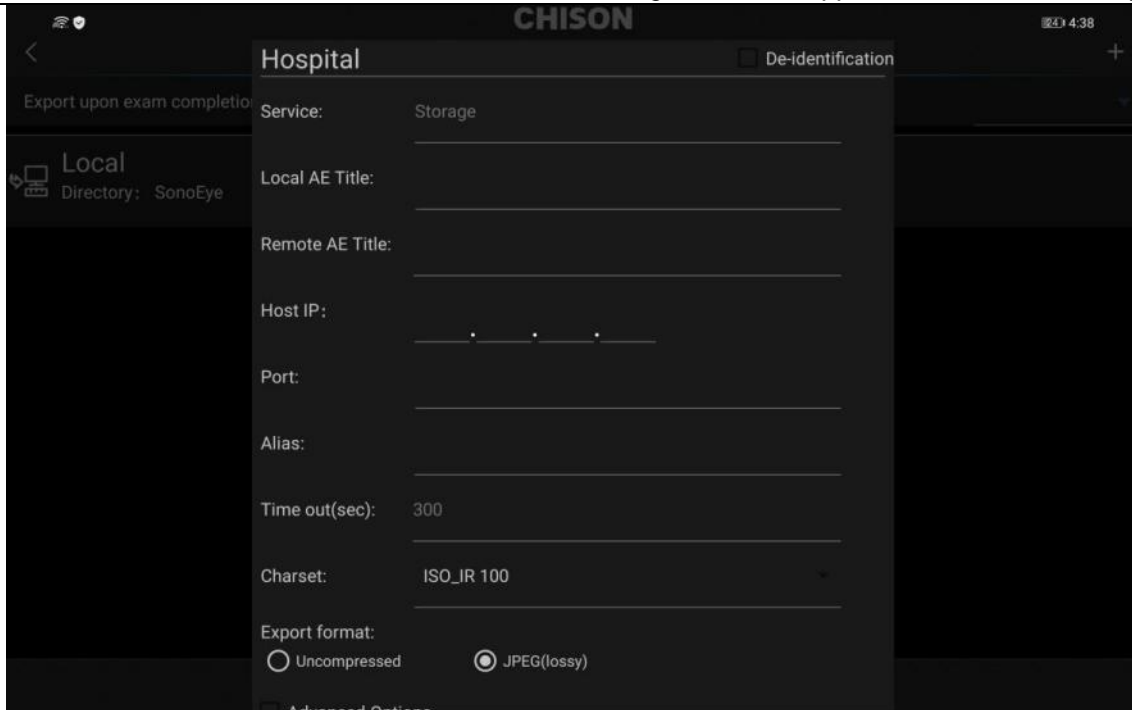 CHISON
4:38
Hospital
De-identification
Export upon exam completio
Service: Storage
Local
Directory: SonoEye
Local AE Title:
Remote AE Title:
Host IP:
Port:
Alias:
Time out(sec): 300
Charset: ISO_IR 100
Export format:
Uncompressed JPEG(lossy)